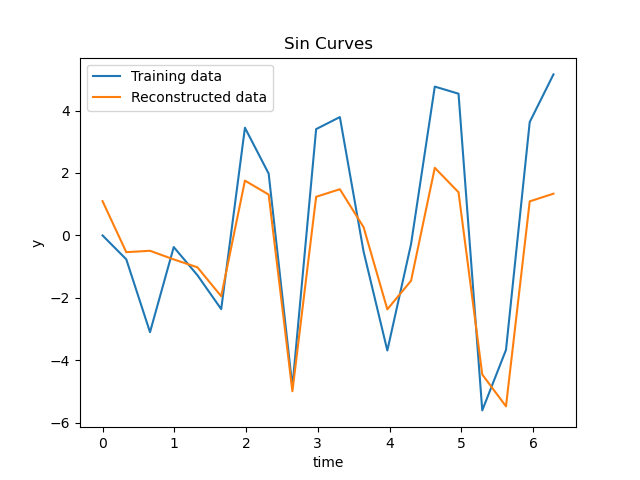 Sin Curves
Training data
Reconstructed data
4
2
0
−2
−4
−6
y
0 1 2 3 4 5 6
time